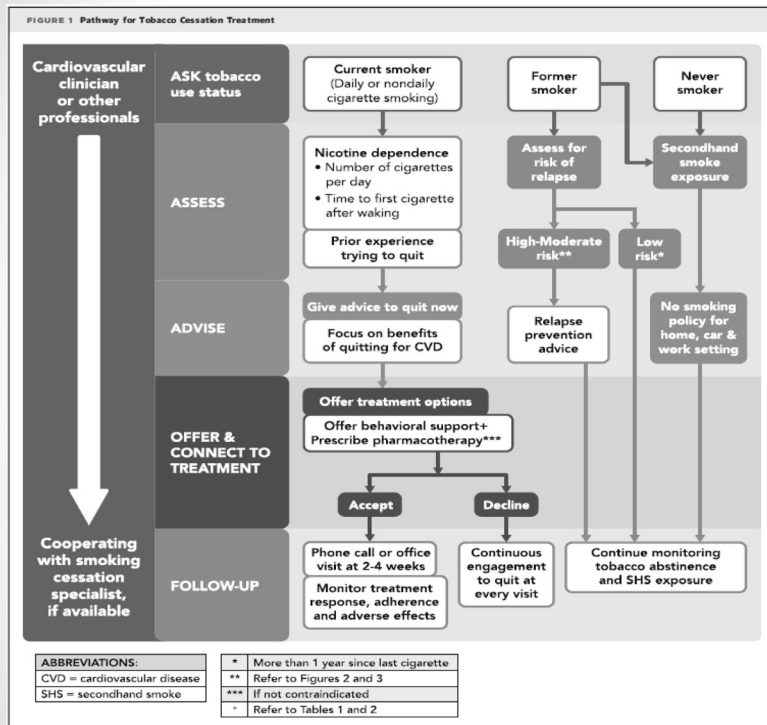 FIGURE 1 Pathway for Tobacco Cessation Treatment
Cardiovascular
clinician
or other
professionals
ASK tobacco
use status
Current smoker
(Daily or nondaily
cigarette smoking)
Former
smoker
Never
smoker
ASSESS
Nicotine dependence
• Number of cigarettes
per day
• Time to first cigarette
after waking
Prior experience
trying to quit
Assess for
risk of
relapse
Secondhand
smoke
exposure
High-Moderate
risk**
Low
risk*
ADVISE
Give advice to quit now
Focus on benefits
of quitting for CVD
Relapse
prevention
advice
No smoking
policy for
home, car &
work setting
OFFER &
CONNECT TO
TREATMENT
Offer treatment options
Offer behavioral support+
Prescribe pharmacotherapy***
Accept
Decline
Cooperating
with smoking
cessation
specialist,
if available
FOLLOW-UP
Phone call or office
visit at 2-4 weeks
Monitor treatment
response, adherence
and adverse effects
Continuous
engagement
to quit at
every visit
Continue monitoring
tobacco abstinence
and SHS exposure
ABBREVIATIONS:
CVD = cardiovascular disease
SHS = secondhand smoke
* More than 1 year since last cigarette
** Refer to Figures 2 and 3
*** If not contraindicated
+ Refer to Tables 1 and 2